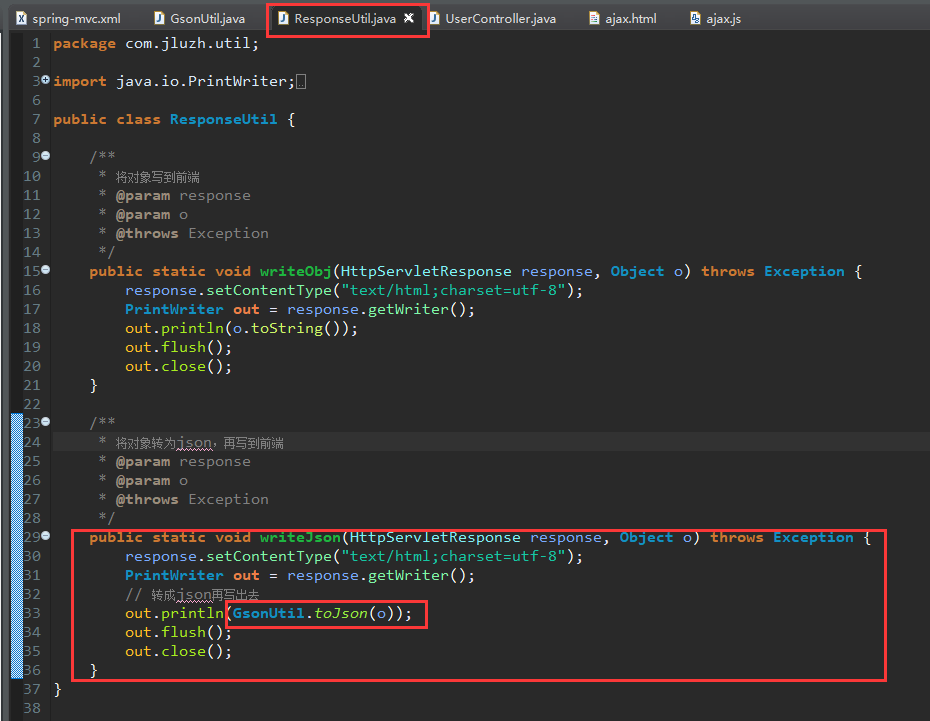 spring-mvc.xml GsonUtil.java ResponseUtil.java UserController.java ajax.html ajax.js
1 package com.jluzh.util;
2
3 import java.io.PrintWriter;
6
7 public class ResponseUtil {
8
9 /**
10 * 将对象写到前端
11 * @param response
12 * @param o
13 * @throws Exception
14 */
15 public static void writeObj(HttpServletResponse response, Object o) throws Exception {
16 response.setContentType("text/html;charset=utf-8");
17 PrintWriter out = response.getWriter();
18 out.println(o.toString());
19 out.flush();
20 out.close();
21 }
22
23 /**
24 * 将对象转为json，再写到前端
25 * @param response
26 * @param o
27 * @throws Exception
28 */
29 public static void writeJson(HttpServletResponse response, Object o) throws Exception {
30 response.setContentType("text/html;charset=utf-8");
31 PrintWriter out = response.getWriter();
32 // 转成json再写出去
33 out.println(GsonUtil.toJson(o));
34 out.flush();
35 out.close();
36 }
37 }
38